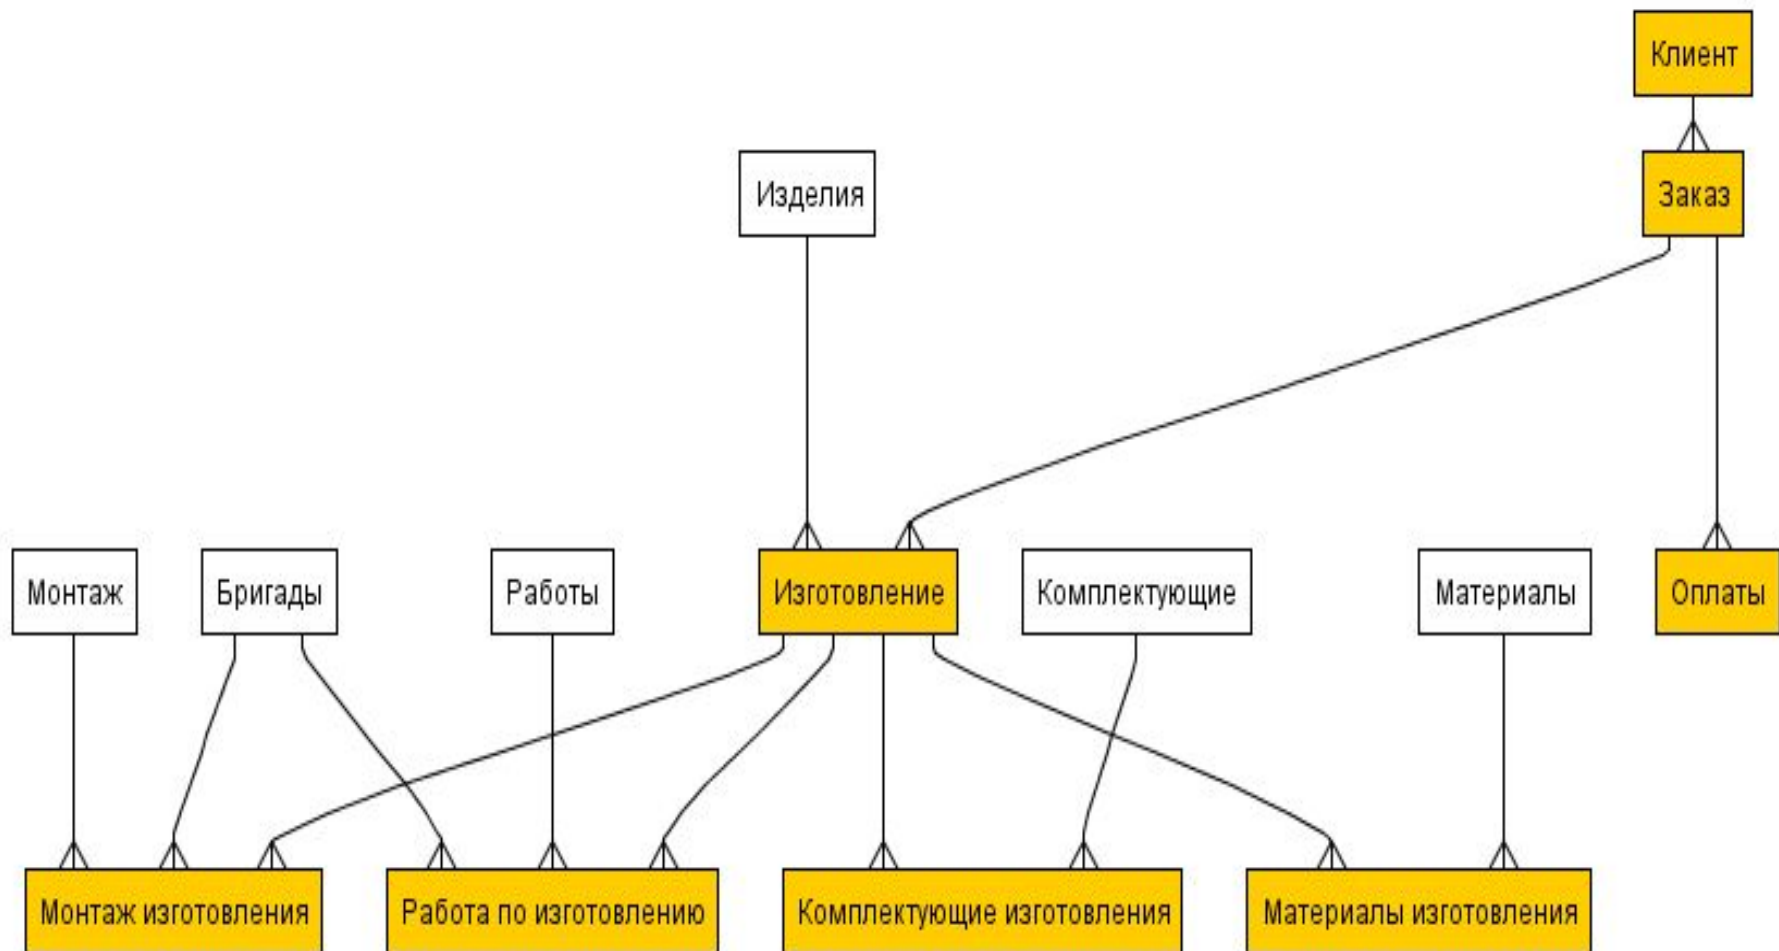 Клиент
Изделия
Заказ
Монтаж
Бригады
Работы
Изготовление
Комплектующие
Материалы
Оплаты
Монтаж изготовления
Работа по изготовлению
Комплектующие изготовления
Материалы изготовления